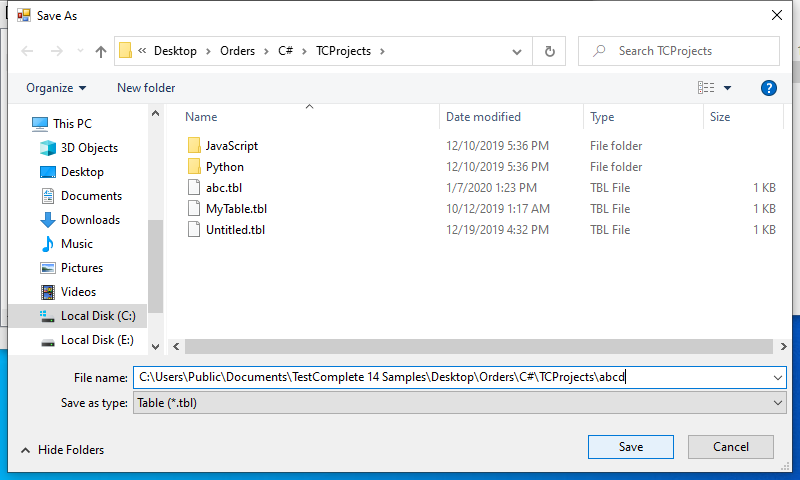 Save As
« Desktop › Orders › C# › TCProjects ›
Search TCProjects
Organize
New folder
?
Name
Date modified
Type
Size
This PC
3D Objects
Desktop
Documents
Downloads
Music
Pictures
Videos
Local Disk (C:)
Local Disk (E:)
JavaScript 12/10/2019 5:36 PM File folder
Python 12/10/2019 5:36 PM File folder
abc.tbl 1/7/2020 1:23 PM TBL File 1 KB
MyTable.tbl 10/12/2019 1:17 AM TBL File 1 KB
Untitled.tbl 12/19/2019 4:32 PM TBL File 1 KB
File name: C:\Users\Public\Documents\TestComplete 14 Samples\Desktop\Orders\C#\TCProjects\abcd
Save as type: Table (*.tbl)
Hide Folders
Save
Cancel